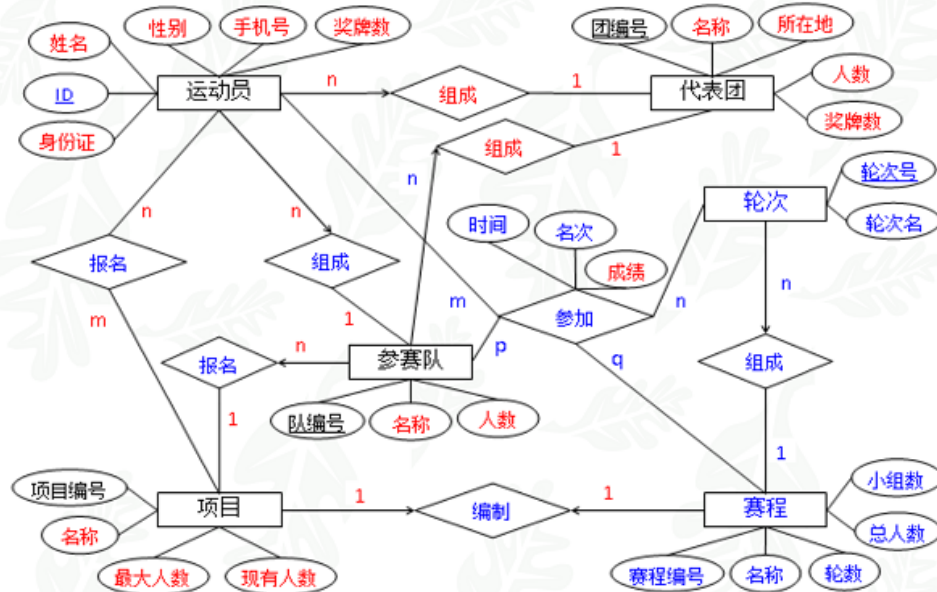 性别
手机号
奖牌数
团编号
名称
所在地
姓名
运动员
n
组成
1
代表团
人数
ID
身份证
奖牌数
组成
1
n
轮次号
轮次
轮次名
n
n
时间
名次
成绩
报名
组成
m
参加
n
n
m
1
p
q
报名
n
参赛队
组成
1
队编号
名称
人数
1
项目编号
项目
1
编制
1
赛程
小组数
名称
总人数
最大人数
现有人数
赛程编号
名称
轮数